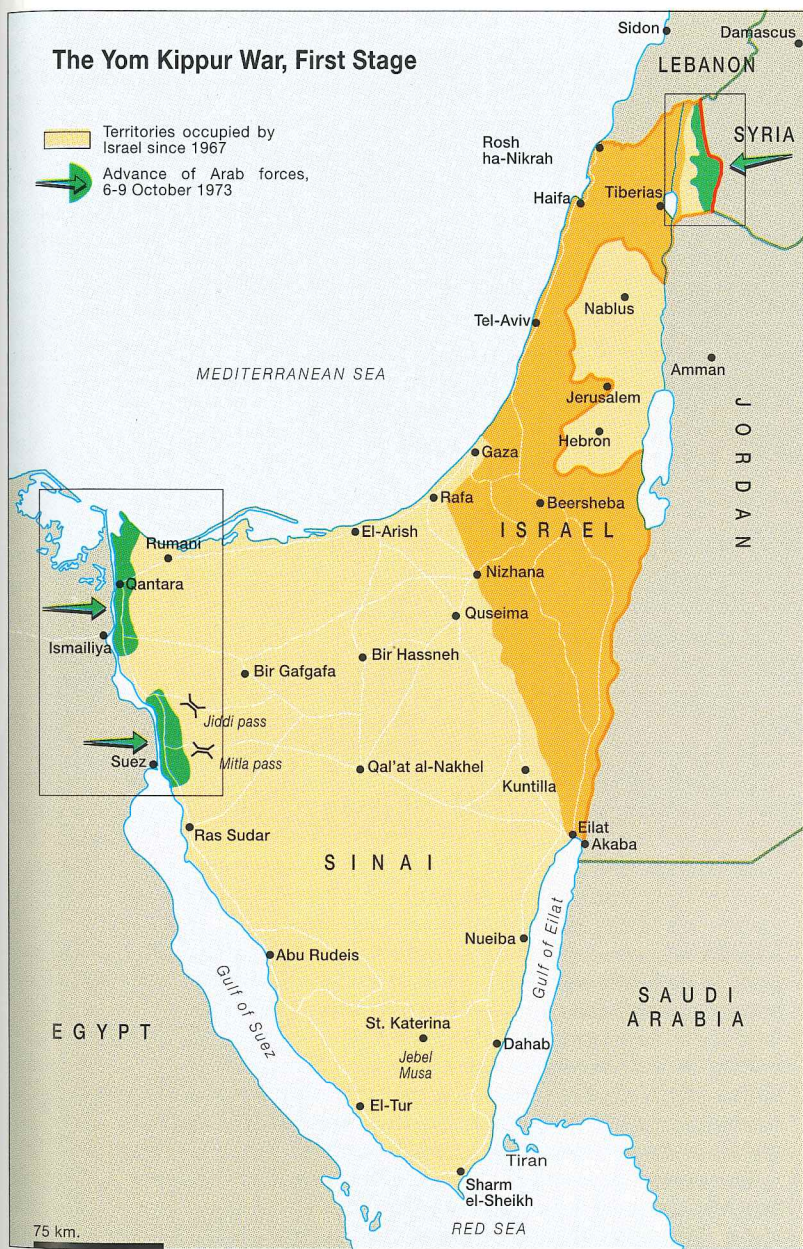 The Yom Kippur War, First Stage
Territories occupied by
Israel since 1967
Advance of Arab forces,
6-9 October 1973
Sidon
Damascus
LEBANON
SYRIA
Rosh
ha-Nikrah
Haifa
Tiberias
Nablus
Tel-Aviv
MEDITERRANEAN SEA
Amman
Jerusalem
JORDAN
Hebron
Gaza
Rafa
Beersheba
El-Arish
ISRAEL
Rumani
Nizhana
Qantara
Quseima
Ismailiya
Bir Hassneh
Bir Gafgafa
Jiddi pass
Mitla pass
Suez
Qal'at al-Nakhel
Kuntilla
Ras Sudar
Eilat
Akaba
SINAI
Nueiba
Gulf of Eilat
Abu Rudeis
Gulf of Suez
SAUDI
ARABIA
EGYPT
St. Katerina
Jebel
Musa
Dahab
El-Tur
Tiran
Sharm
el-Sheikh
RED SEA
75 km.